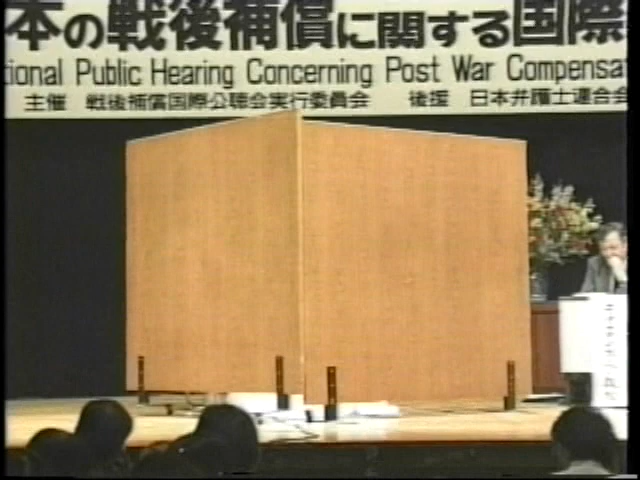 本の戦後補償に関する国際
tional Public Hearing Concerning Post War Compensa
主催 戦後補償国際公聴会実行委員会 後援 日本弁護士連合会